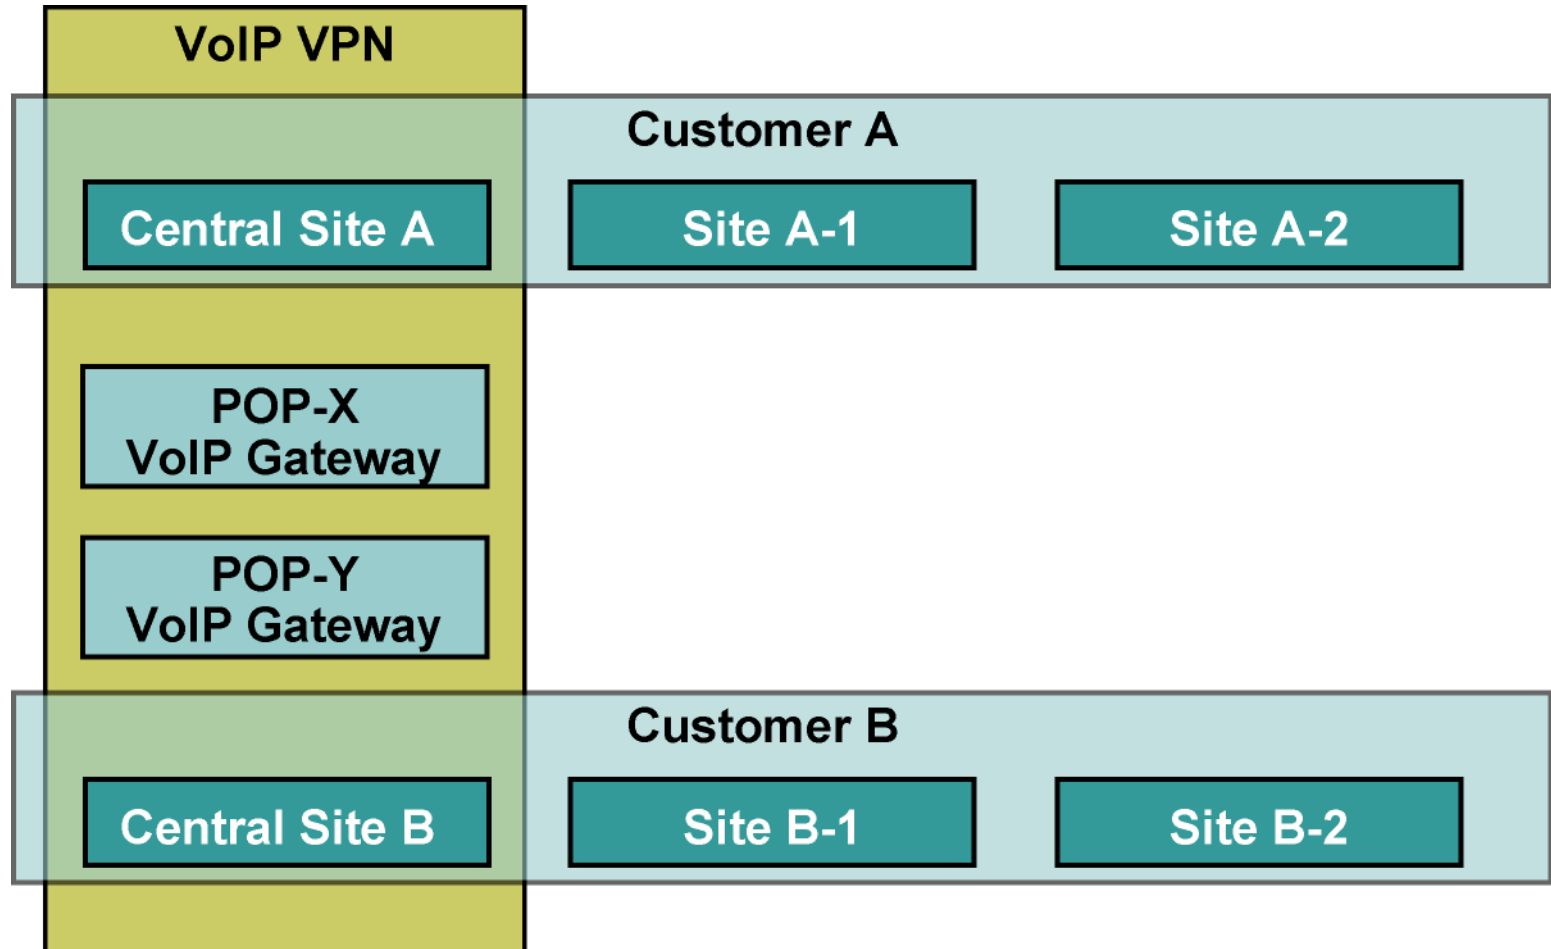 VoIP VPN
Customer A
Central Site A
Site A-1
Site A-2
POP-X
VoIP Gateway
POP-Y
VoIP Gateway
Customer B
Central Site B
Site B-1
Site B-2